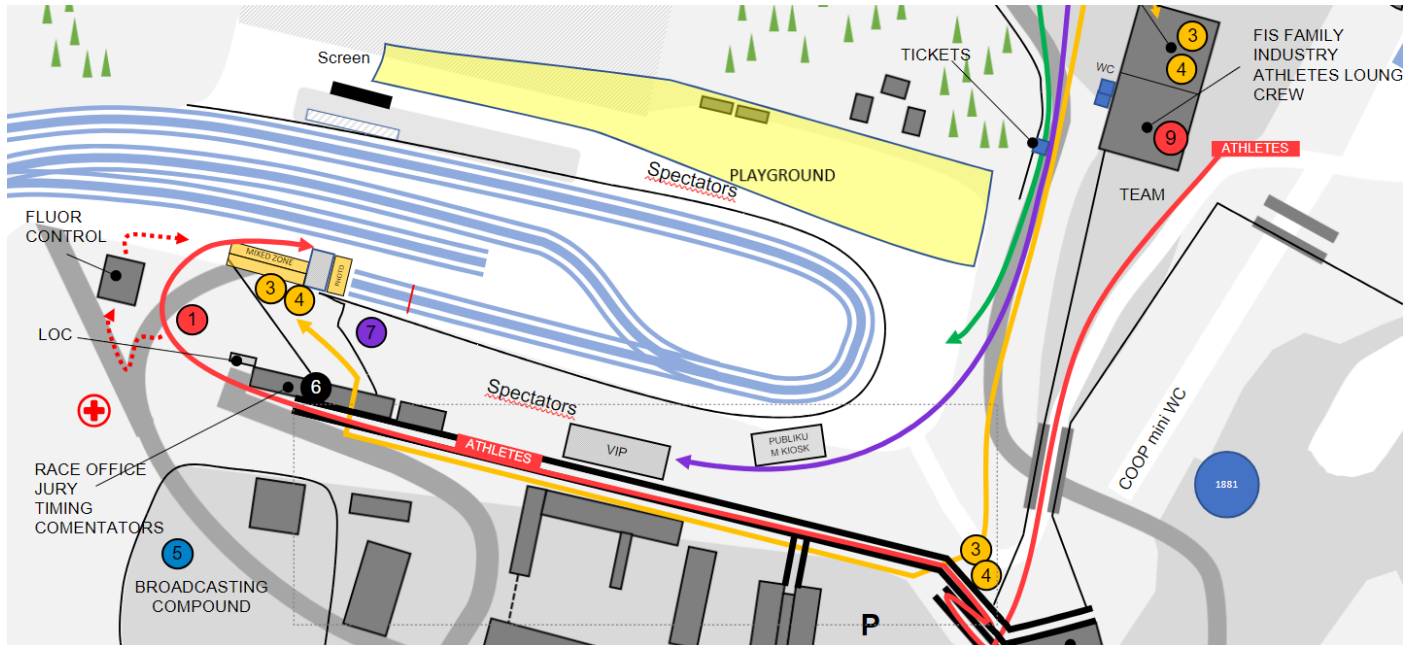 Screen
TICKETS
WC
3
4
FIS FAMILY
INDUSTRY
ATHLETES LOUNG
CREW
9
ATHLETES
TEAM
Spectators
PLAYGROUND
FLUOR
CONTROL
MIXED ZONE
PHOTO
3
4
1
7
LOC
6
Spectators
ATHLETES
VIP
PUBLIKU
M KIOSK
COOP mini WC
1881
RACE OFFICE
JURY
TIMING
COMENTATORS
5
BROADCASTING
COMPOUND
3
4
P